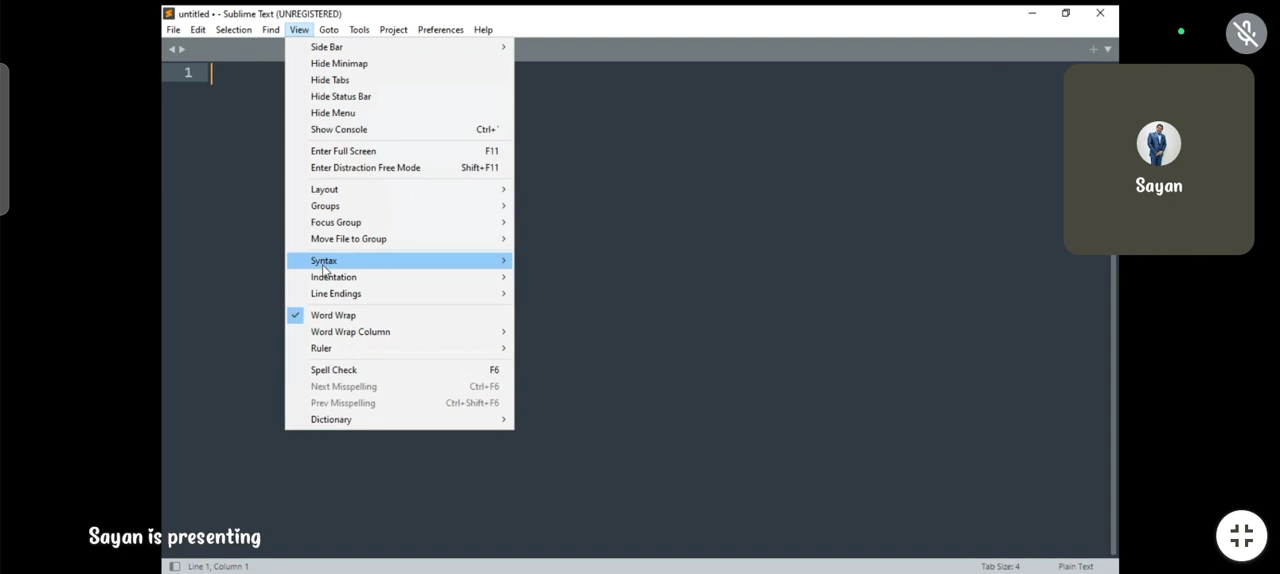 untitled • - Sublime Text (UNREGISTERED)
File Edit Selection Find View Goto Tools Project Preferences Help
1
Side Bar
Hide Minimap
Hide Tabs
Hide Status Bar
Hide Menu
Show Console Ctrl+`
Enter Full Screen F11
Enter Distraction Free Mode Shift+F11
Layout
Groups
Focus Group
Move File to Group
Syntax
Indentation
Line Endings
Word Wrap
Word Wrap Column
Ruler
Spell Check F6
Next Misspelling Ctrl+F6
Prev Misspelling Ctrl+Shift+F6
Dictionary
Sayan
Sayan is presenting
Line 1, Column 1 Tab Size: 4 Plain Text